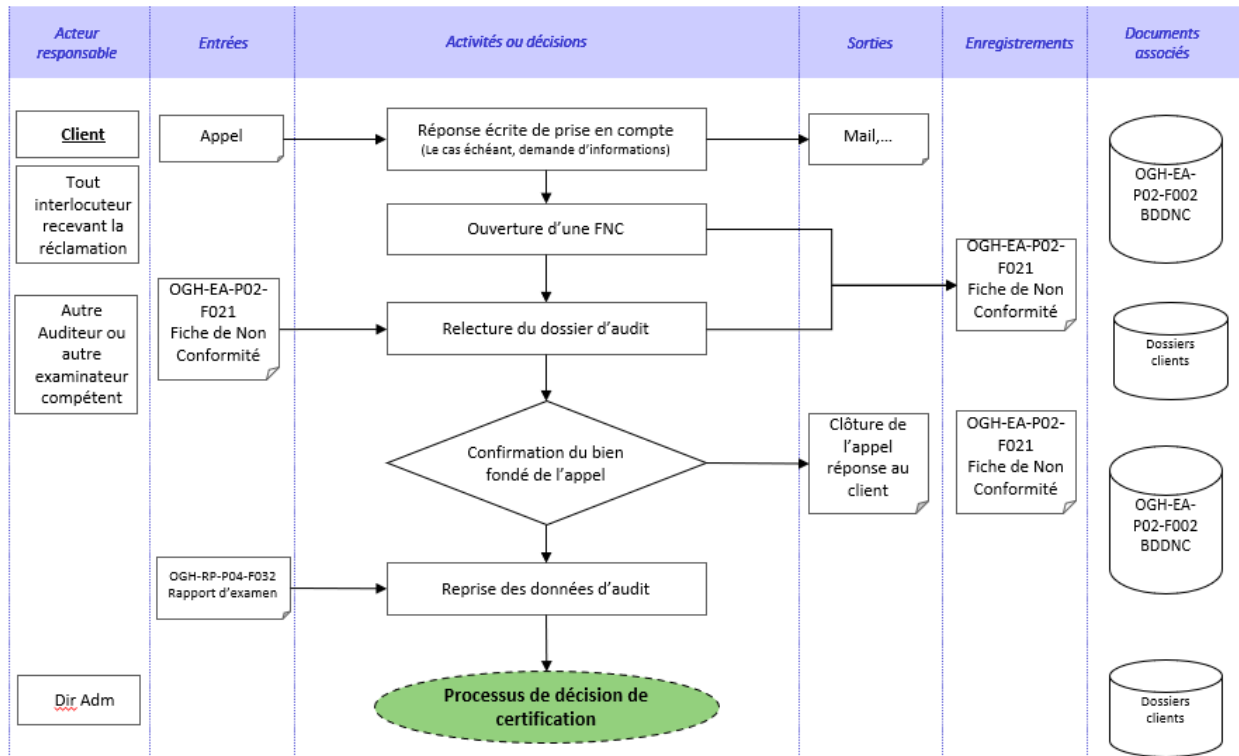 Acteur
responsable
Entrées
Activités ou décisions
Sorties
Enregistrements
Documents
associés
Client
Appel
Réponse écrite de prise en compte
(Le cas échéant, demande d'informations)
Mail,...
OGH-EA-
P02-F002
BDDNC
Tout
interlocuteur
recevant la
réclamation
Ouverture d'une FNC
OGH-EA-P02-
F021
Fiche de Non
Conformité
Autre
Auditeur ou
autre
examinateur
compétent
OGH-EA-P02-
F021
Fiche de Non
Conformité
Relecture du dossier d'audit
Dossiers
clients
Confirmation du bien
fondé de l'appel
Clôture de
l'appel
réponse au
client
OGH-EA-P02-
F021
Fiche de Non
Conformité
OGH-EA-
P02-F002
BDDNC
OGH-RP-P04-F032
Rapport d'examen
Reprise des données d'audit
Dir Adm
Processus de décision de
certification
Dossiers
clients